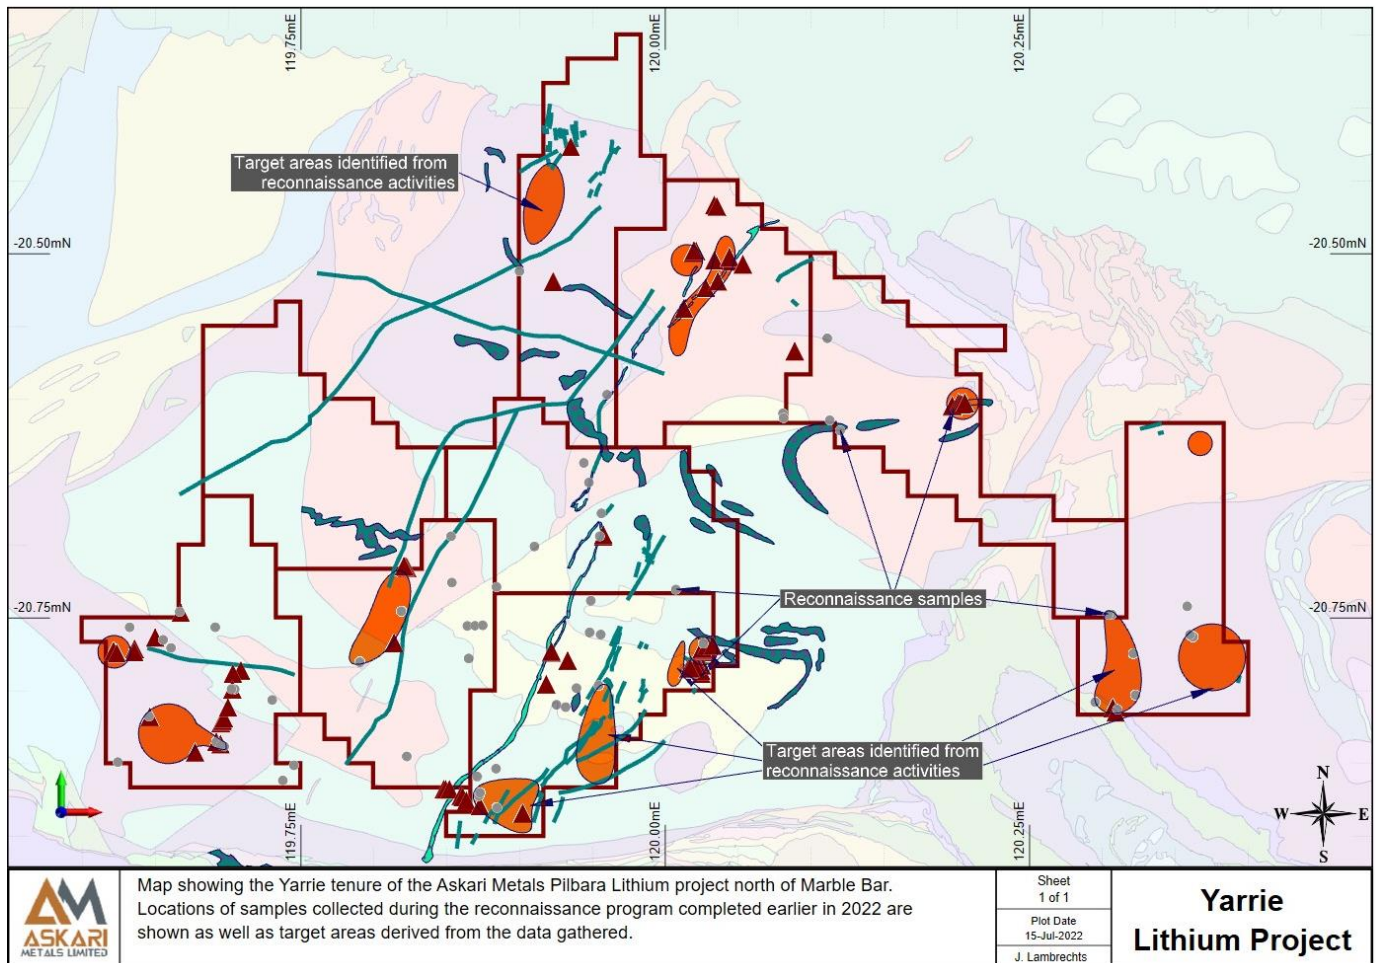 119.75mE
120.00mE
120.25mE
Target areas identified from
reconnaissance activities
-20.50mN
-20.50mN
Reconnaissance samples
-20.75mN
-20.75mN
Target areas identified from
reconnaissance activities
119.75mE
120.00mE
120.25mE
N
W E
S
AM
ASKARI
METALS LIMITED
Map showing the Yarrie tenure of the Askari Metals Pilbara Lithium project north of Marble Bar.
Locations of samples collected during the reconnaissance program completed earlier in 2022 are
shown as well as target areas derived from the data gathered.
Sheet
1 of 1
Plot Date
15-Jul-2022
J. Lambrechts
Yarrie
Lithium Project